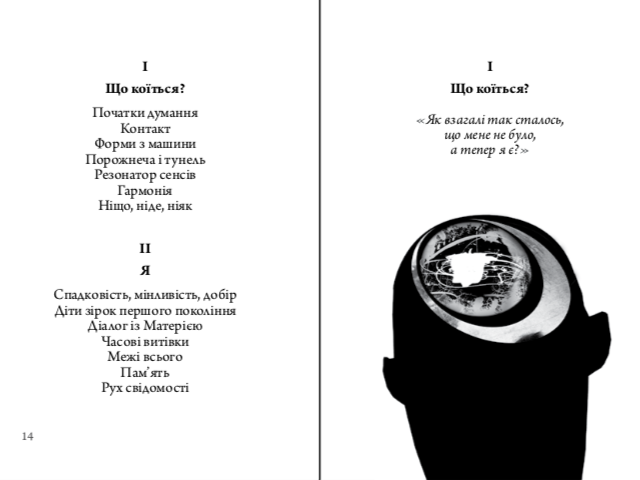 I
Що коїться?
Початки думання
Контакт
Форми з машини
Порожнеча і тунель
Резонатор сенсів
Гармонія
Ніщо, ніде, ніяк
II
Я
Спадковість, мінливість, добір
Діти зірок першого покоління
Діалог із Матерією
Часові витівки
Межі всього
Пам’ять
Рух свідомості
14
I
Що коїться?
«Як взагалі так сталось,
що мене не було,
а тепер я є?»